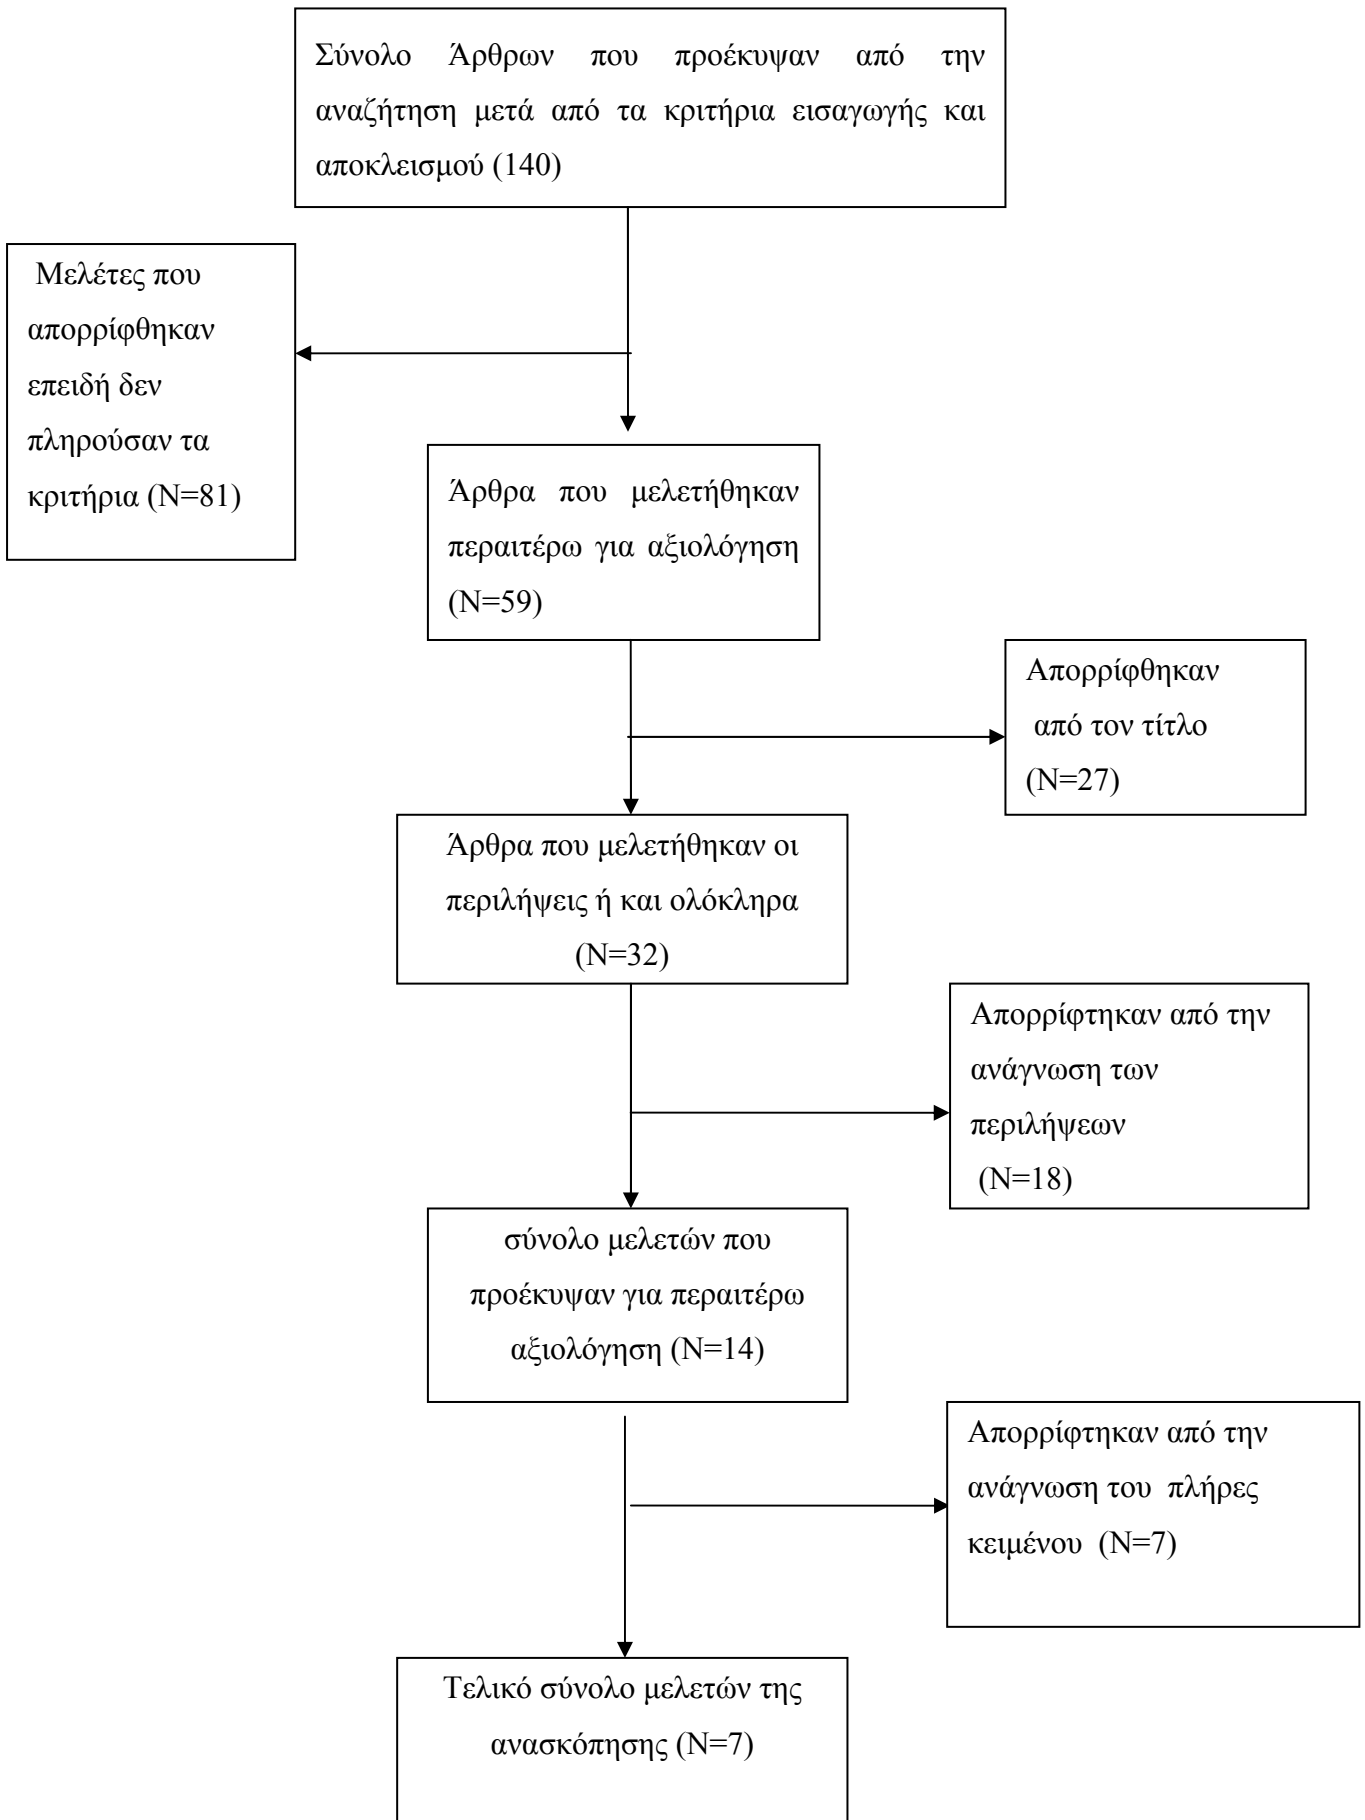 Σύνολο Άρθρων που προέκυψαν από την
αναζήτηση μετά από τα κριτήρια εισαγωγής και
αποκλεισμού (140)
Μελέτες που
απορρίφθηκαν
επειδή δεν
πληρούσαν τα
κριτήρια (Ν=81)
Άρθρα που μελετήθηκαν
περαιτέρω για αξιολόγηση
(Ν=59)
Απορρίφθηκαν
από τον τίτλο
(Ν=27)
Άρθρα που μελετήθηκαν οι
περιλήψεις ή και ολόκληρα
(Ν=32)
Απορρίφτηκαν από την
ανάγνωση των
περιλήψεων
(Ν=18)
σύνολο μελετών που
προέκυψαν για περαιτέρω
αξιολόγηση (Ν=14)
Απορρίφτηκαν από την
ανάγνωση του πλήρες
κειμένου (Ν=7)
Τελικό σύνολο μελετών της
ανασκόπησης (Ν=7)